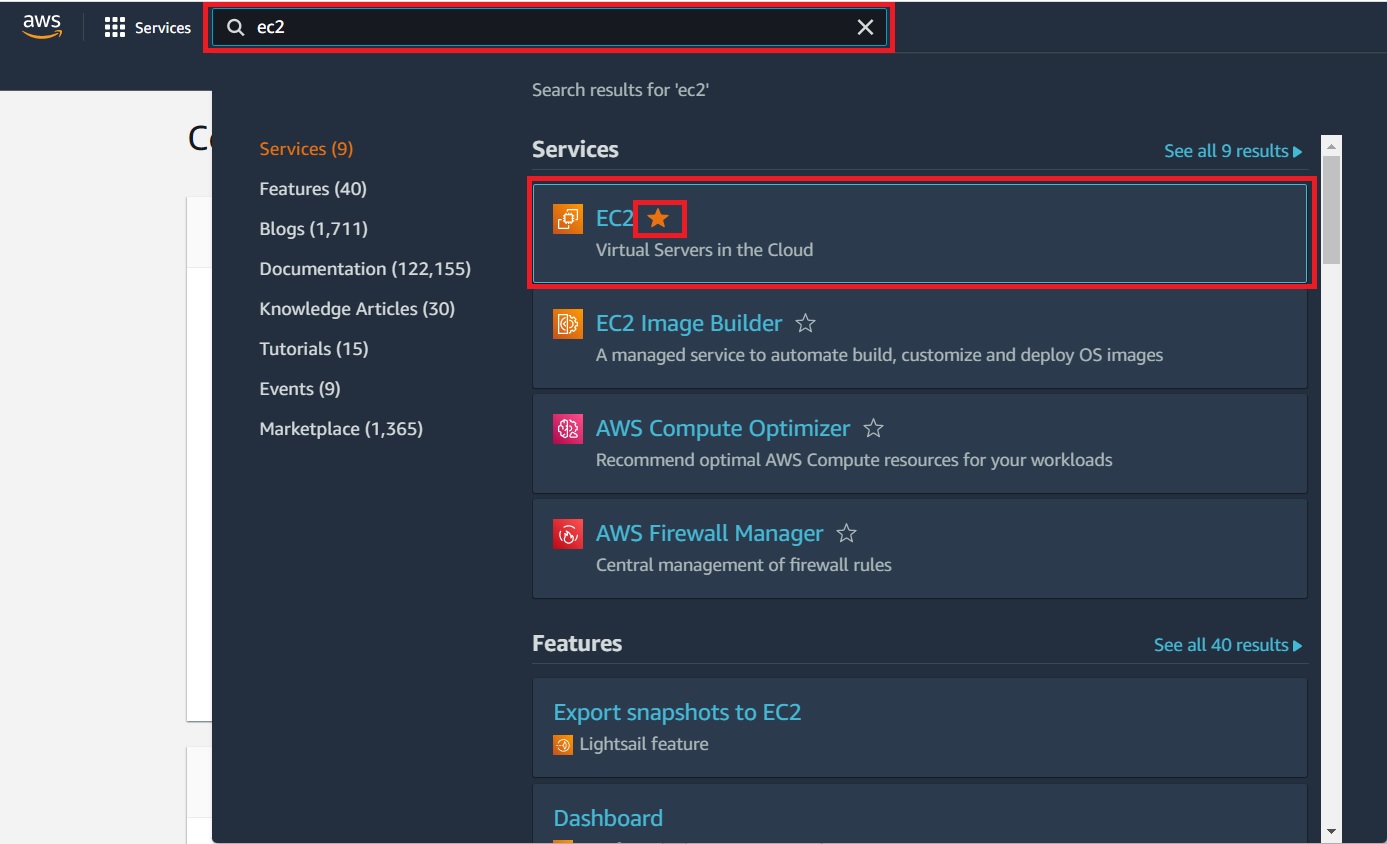 aws
Services
ec2
Search results for 'ec2'
Services (9)
Features (40)
Blogs (1,711)
Documentation (122,155)
Knowledge Articles (30)
Tutorials (15)
Events (9)
Marketplace (1,365)
Services
See all 9 results
EC2
Virtual Servers in the Cloud
EC2 Image Builder
A managed service to automate build, customize and deploy OS images
AWS Compute Optimizer
Recommend optimal AWS Compute resources for your workloads
AWS Firewall Manager
Central management of firewall rules
Features
See all 40 results
Export snapshots to EC2
Lightsail feature
Dashboard